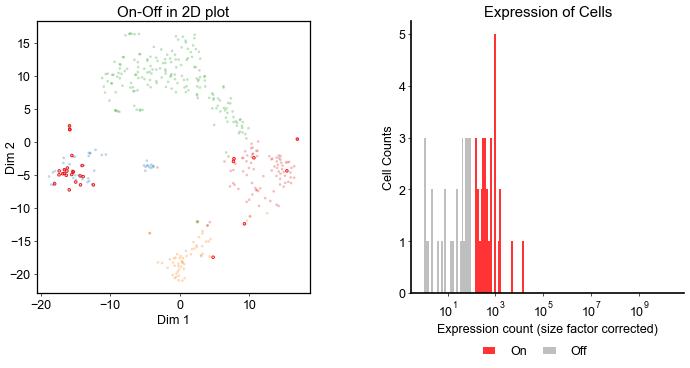 On-Off in 2D plot
15
10
5
0
−5
−10
−15
−20
Dim 2
−20 −10 0 10
Dim 1
Expression of Cells
5
4
3
2
1
0
Cell Counts
10^1 10^3 10^5 10^7 10^9
Expression count (size factor corrected)
On Off